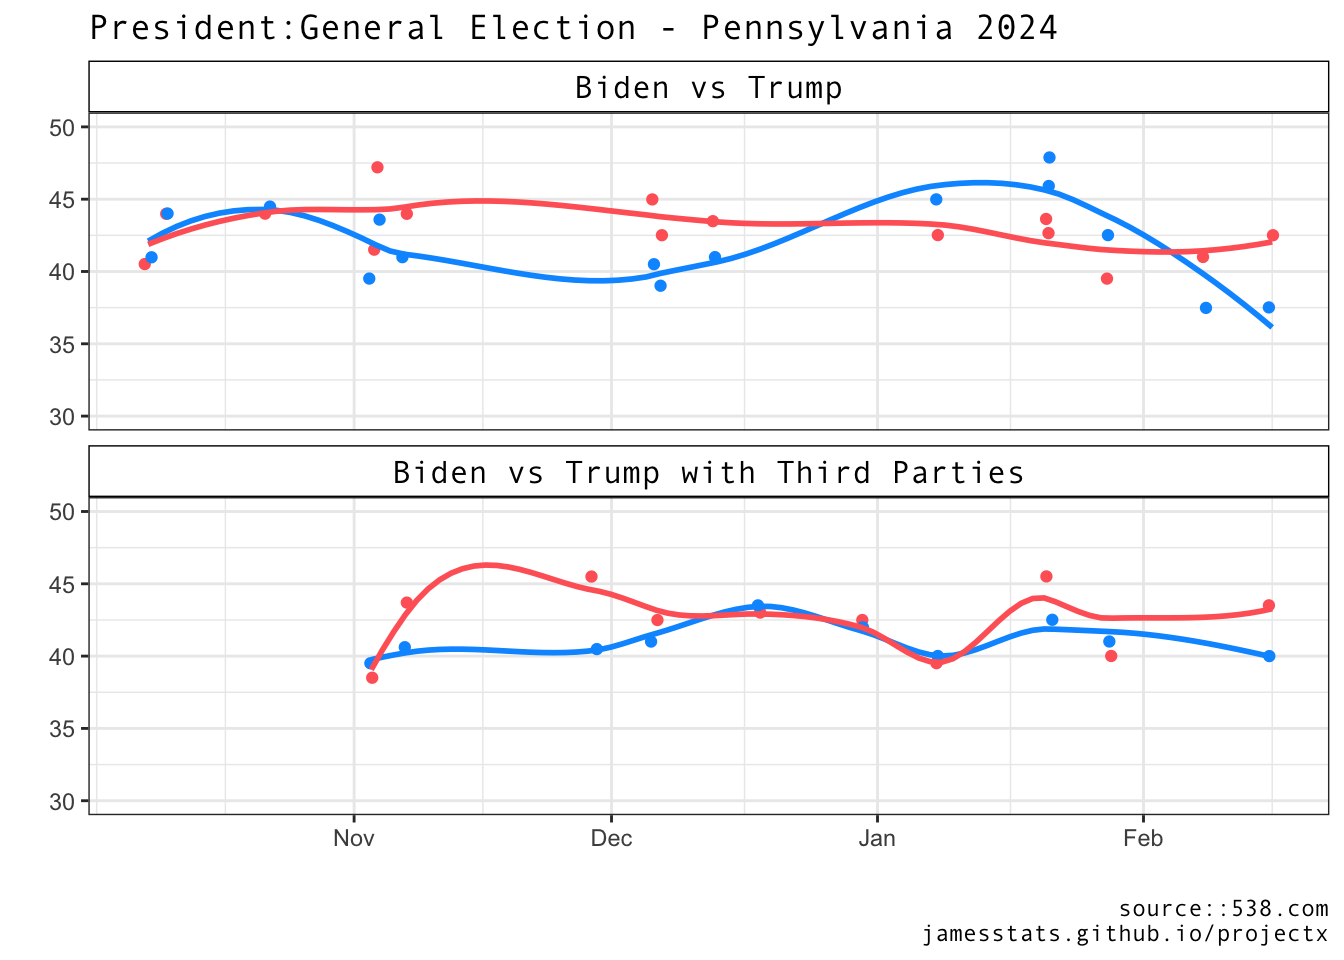 President:General Election - Pennsylvania 2024
Biden vs Trump
50
45
40
35
30
Biden vs Trump with Third Parties
50
45
40
35
30
Nov Dec Jan Feb
source::538.com
jamesstats.github.io/projectx